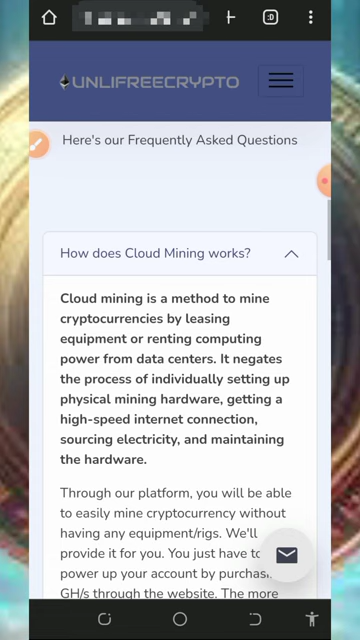 :D
UNLIFREECRYPTO
Here's our Frequently Asked Questions
How does Cloud Mining works?
Cloud mining is a method to mine
cryptocurrencies by leasing
equipment or renting computing
power from data centers. It negates
the process of individually setting up
physical mining hardware, getting a
high-speed internet connection,
sourcing electricity, and maintaining
the hardware.
Through our platform, you will be able
to easily mine cryptocurrency without
having any equipment/rigs. We'll
provide it for you. You just have to
power up your account by
GH/s through the website. The more